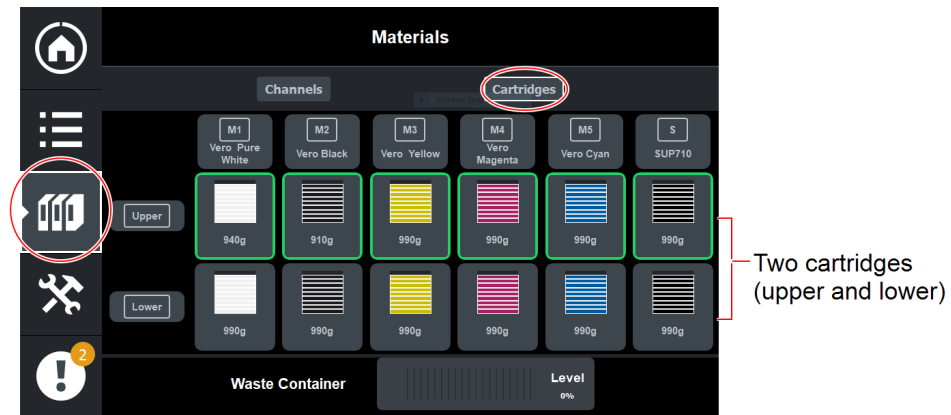 Materials
Channels
Cartridges
M1 M2 M3 M4 M5 S
Vero Pure White Vero Black Vero Yellow Vero Magenta Vero Cyan SUP710
Upper
940g 910g 990g 990g 990g 990g
Two cartridges
(upper and lower)
Lower
990g 990g 990g 990g 990g 990g
2
Waste Container
Level
0%